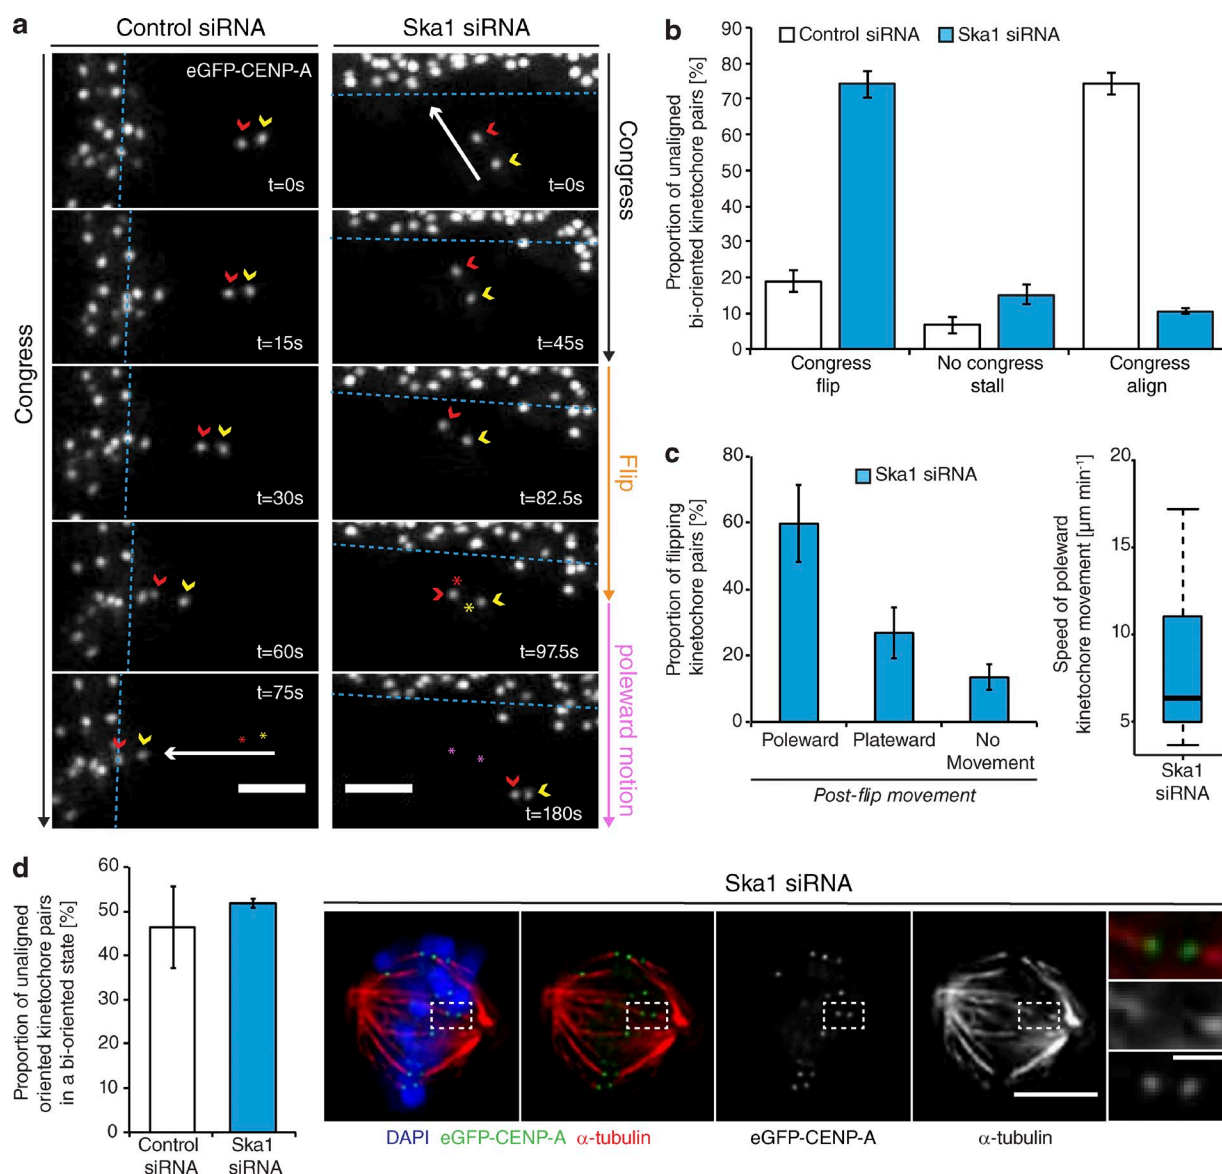 a
Control siRNA
Ska1 siRNA
eGFP-CENP-A
t=0s
t=0s
t=15s
t=45s
t=30s
t=82.5s
t=60s
t=97.5s
t=75s
t=180s
Congress
Congress
Flip
poleward motion
b
Control siRNA
Ska1 siRNA
Proportion of unaligned
bi-oriented kinetochore pairs [%]
90
80
70
60
50
40
30
20
10
0
Congress
flip
No congress
stall
Congress
align
c
Ska1 siRNA
Proportion of flipping
kinetochore pairs [%]
80
60
40
20
0
Poleward
Plateward
No
Movement
Post-flip movement
Speed of poleward
kinetochore movement [µm min⁻¹]
20
15
10
5
Ska1
siRNA
d
Proportion of unaligned
oriented kinetochore pairs
in a bi-oriented state [%]
60
50
40
30
20
10
0
Control
siRNA
Ska1
siRNA
Ska1 siRNA
DAPI eGFP-CENP-A α-tubulin
eGFP-CENP-A
α-tubulin